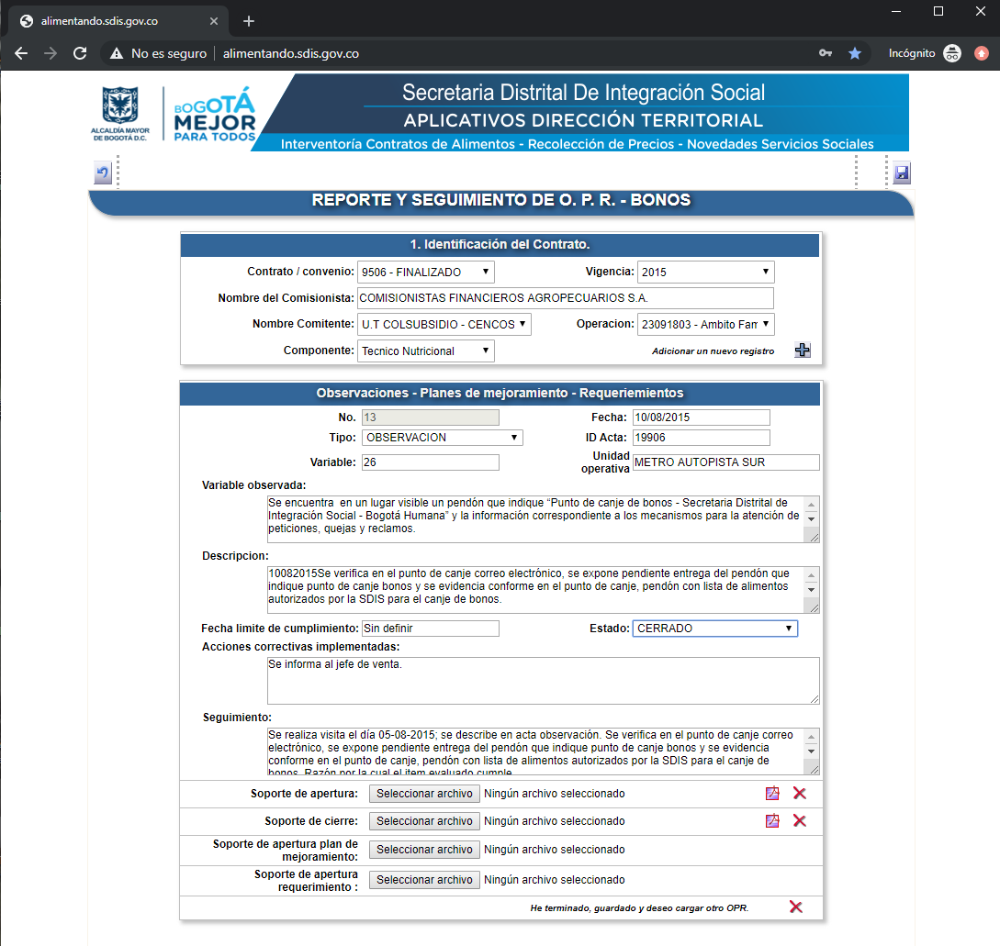 alimentando.sdis.gov.co
No es seguro
alimentando.sdis.gov.co
Incógnito
ALCALDÍA MAYOR
DE BOGOTÁ D.C.
BOGOTÁ
MEJOR
PARA TODOS
Secretaria Distrital De Integración Social
APLICATIVOS DIRECCIÓN TERRITORIAL
Interventoría Contratos de Alimentos - Recolección de Precios - Novedades Servicios Sociales
REPORTE Y SEGUIMIENTO DE O. P. R. - BONOS
1. Identificación del Contrato.
Contrato / convenio: 9506 - FINALIZADO Vigencia: 2015
Nombre del Comisionista: COMISIONISTAS FINANCIEROS AGROPECUARIOS S.A.
Nombre Comitente: U.T COLSUBSIDIO - CENCOS Operacion: 23091803 - Ambito Fam
Componente: Tecnico Nutricional Adicionar un nuevo registro
Observaciones - Planes de mejoramiento - Requeriemientos
No. 13 Fecha: 10/08/2015
Tipo: OBSERVACION ID Acta: 19906
Variable: 26 Unidad operativa METRO AUTOPISTA SUR
Variable observada:
Se encuentra  en un lugar visible un pendón que indique “Punto de canje de bonos - Secretaria Distrital de
Integración Social - Bogotá Humana” y la información correspondiente a los mecanismos para la atención de
peticiones, quejas y reclamos.
Descripcion:
10082015Se verifica en el punto de canje correo electrónico, se expone pendiente entrega del pendón que
indique punto de canje bonos y se evidencia conforme en el punto de canje, pendón con lista de alimentos
autorizados por la SDIS para el canje de bonos.
Fecha limite de cumplimiento: Sin definir Estado: CERRADO
Acciones correctivas implementadas:
Se informa al jefe de venta.
Seguimiento:
Se realiza visita el día 05-08-2015; se describe en acta observación. Se verifica en el punto de canje correo
electrónico, se expone pendiente entrega del pendón que indique punto de canje bonos y se evidencia
conforme en el punto de canje, pendón con lista de alimentos autorizados por la SDIS para el canje de
bonos. Razón por la cual el item evaluado cumple
Soporte de apertura: Seleccionar archivo Ningún archivo seleccionado
Soporte de cierre: Seleccionar archivo Ningún archivo seleccionado
Soporte de apertura plan de
mejoramiento: Seleccionar archivo Ningún archivo seleccionado
Soporte de apertura
requerimiento : Seleccionar archivo Ningún archivo seleccionado
He terminado, guardado y deseo cargar otro OPR.